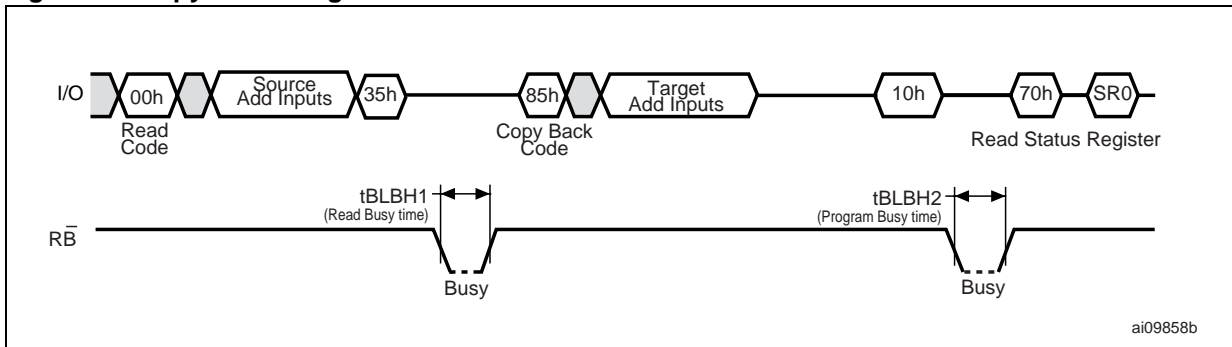 I/O
00h
Source
Add Inputs
35h
85h
Target
Add Inputs
10h
70h
SR0
Read
Code
Copy Back
Code
Read Status Register
tBLBH1
(Read Busy time)
tBLBH2
(Program Busy time)
RB̅
Busy
Busy
ai09858b